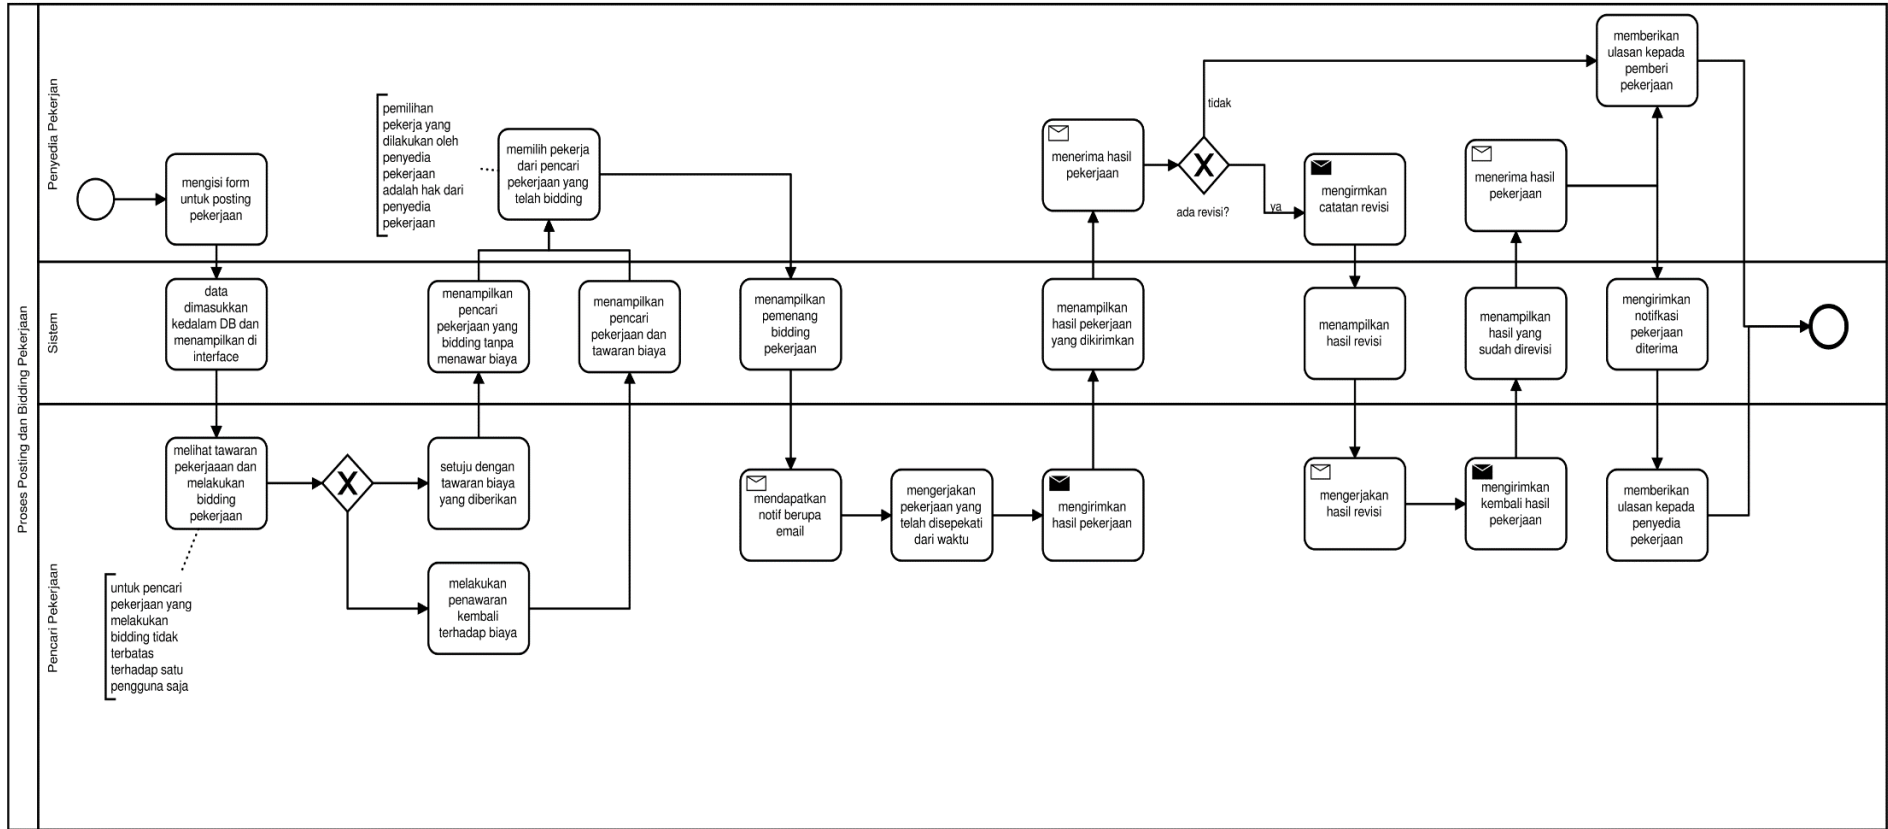 Proses Posting dan Bidding Pekerjaan
Penyedia Pekerjan
mengisi form
untuk posting
pekerjaan
pemilihan
pekerja yang
dilakukan oleh
penyedia
pekerjaan
adalah hak dari
penyedia
pekerjaan
memilih pekerja
dari pencari
pekerjaan yang
telah bidding
menerima hasil
pekerjaan
tidak
ada revisi?
ya
mengirmkan
catatan revisi
menerima hasil
pekerjaan
memberikan
ulasan kepada
pemberi
pekerjaan
Sistem
data
dimasukkan
kedalam DB dan
menampilkan di
interface
menampilkan
pencari
pekerjaan yang
bidding tanpa
menawar biaya
menampilkan
pencari
pekerjaan dan
tawaran biaya
menampilkan
pemenang
bidding
pekerjaan
menampilkan
hasil pekerjaan
yang dikirimkan
menampilkan
hasil revisi
menampilkan
hasil yang
sudah direvisi
mengirimkan
notifkasi
pekerjaan
diterima
Pencari Pekerjaan
melihat tawaran
pekerjaaan dan
melakukan
bidding
pekerjaan
X
X
setuju dengan
tawaran biaya
yang diberikan
mendapatkan
notif berupa
email
mengerjakan
pekerjaan yang
telah disepekati
dari waktu
mengirimkan
hasil pekerjaan
mengerjakan
hasil revisi
mengirimkan
kembali hasil
pekerjaan
memberikan
ulasan kepada
penyedia
pekerjaan
melakukan
penawaran
kembali
terhadap biaya
untuk pencari
pekerjaan yang
melakukan
bidding tidak
terbatas
terhadap satu
pengguna saja